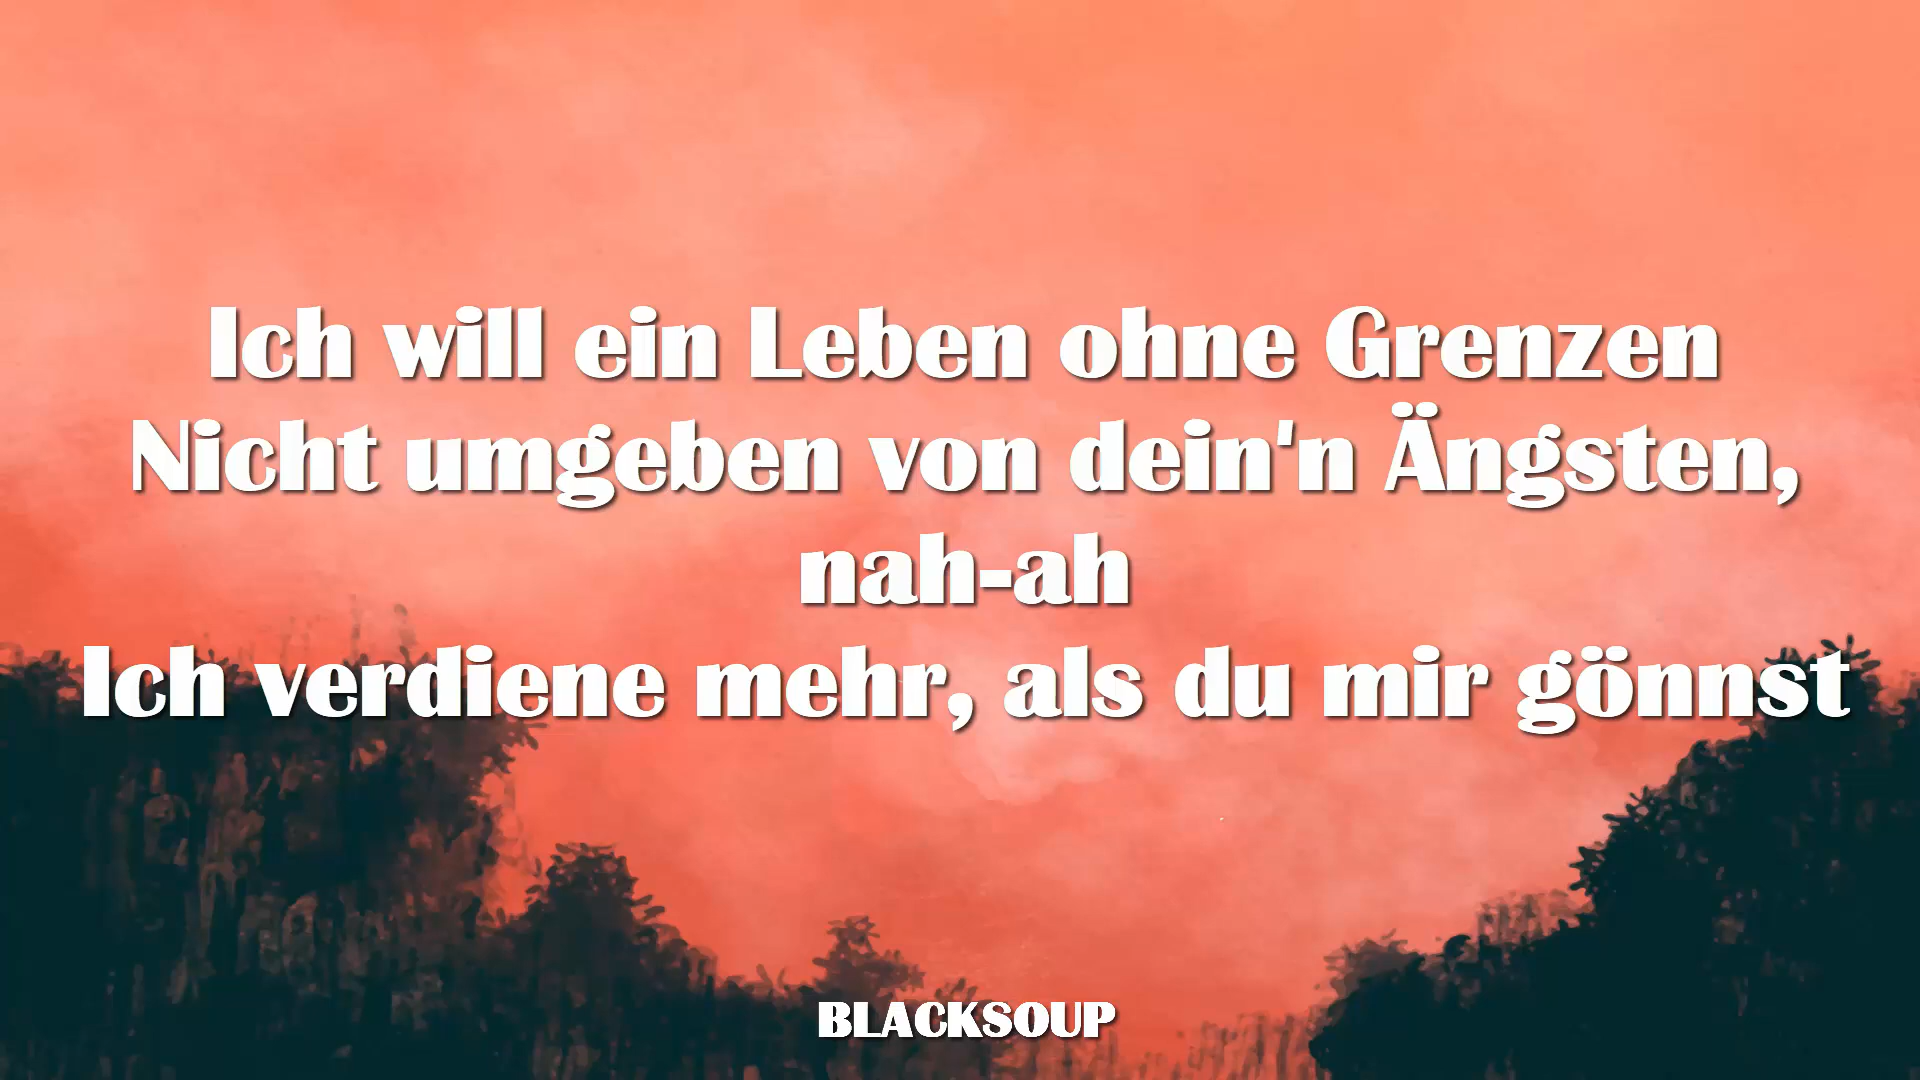 Ich will ein Leben ohne Grenzen
Nicht umgeben von dein'n Ängsten,
nah-ah
Ich verdiene mehr, als du mir gönnst
BLACKSOUP